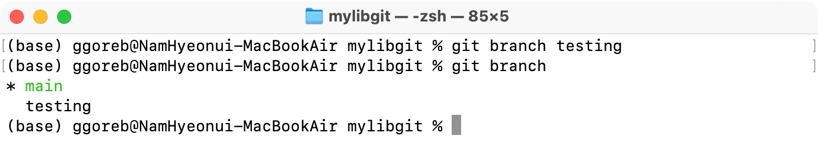 mylibgit — -zsh — 85×5
[(base) ggoreb@NamHyeonui-MacBookAir mylibgit % git branch testing ]
[(base) ggoreb@NamHyeonui-MacBookAir mylibgit % git branch ]
* main
  testing
(base) ggoreb@NamHyeonui-MacBookAir mylibgit %